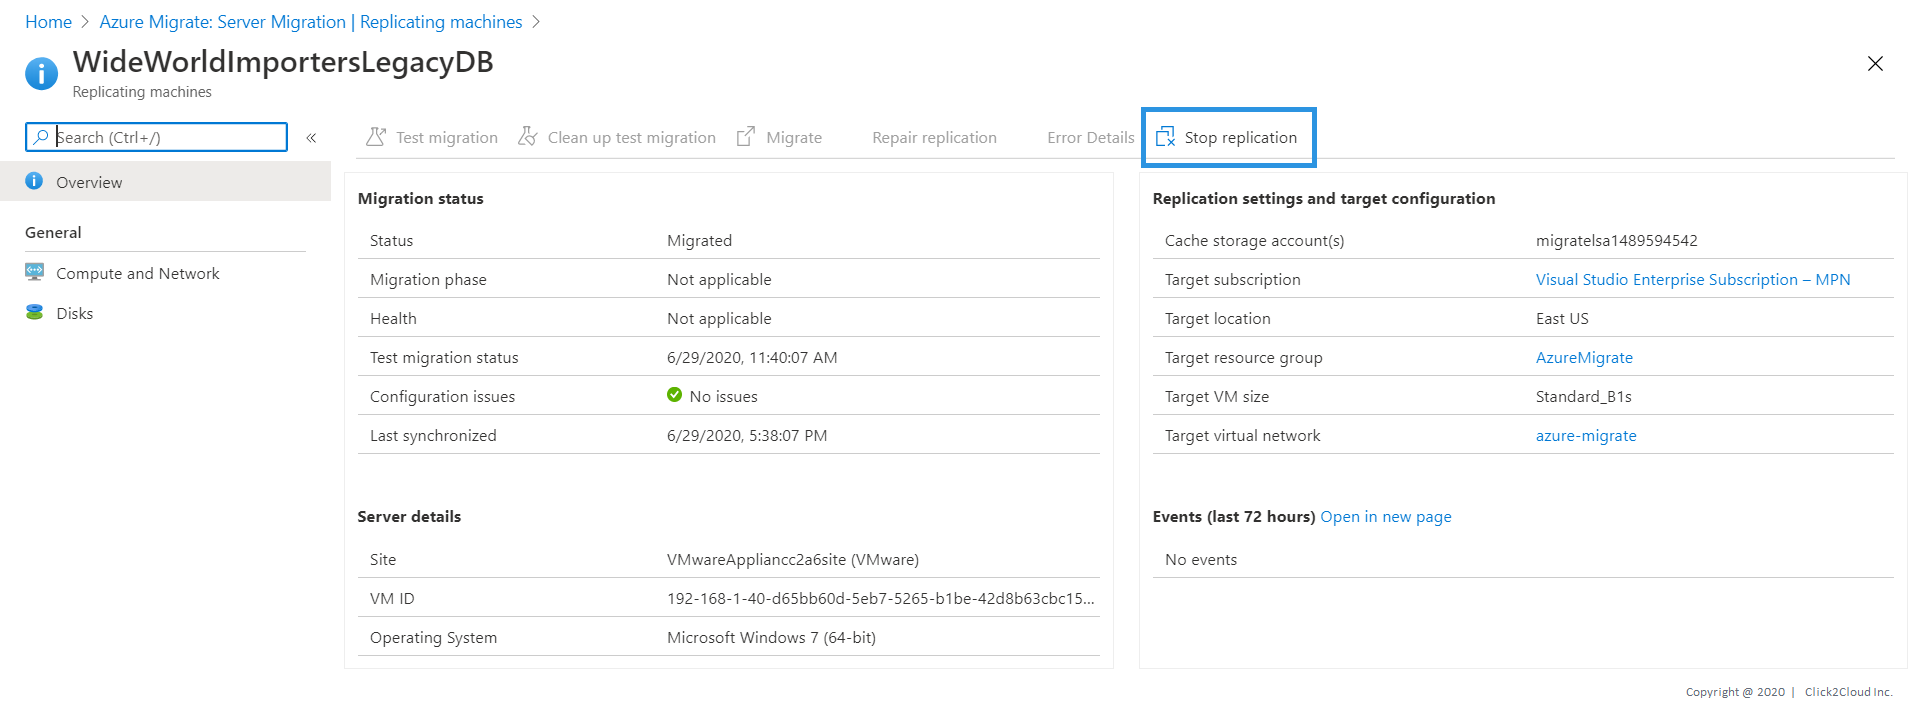 Home > Azure Migrate: Server Migration | Replicating machines >
WideWorldImportersLegacyDB
Replicating machines
Search (Ctrl+/)
«
Overview
General
Compute and Network
Disks
Test migration Clean up test migration Migrate Repair replication Error Details Stop replication
Migration status
Status Migrated
Migration phase Not applicable
Health Not applicable
Test migration status 6/29/2020, 11:40:07 AM
Configuration issues No issues
Last synchronized 6/29/2020, 5:38:07 PM
Server details
Site VMwareAppliancc2a6site (VMware)
VM ID 192-168-1-40-d65bb60d-5eb7-5265-b1be-42d8b63cbc15...
Operating System Microsoft Windows 7 (64-bit)
Replication settings and target configuration
Cache storage account(s) migratelsa1489594542
Target subscription Visual Studio Enterprise Subscription – MPN
Target location East US
Target resource group AzureMigrate
Target VM size Standard_B1s
Target virtual network azure-migrate
Events (last 72 hours) Open in new page
No events
Copyright @ 2020 | Click2Cloud Inc.